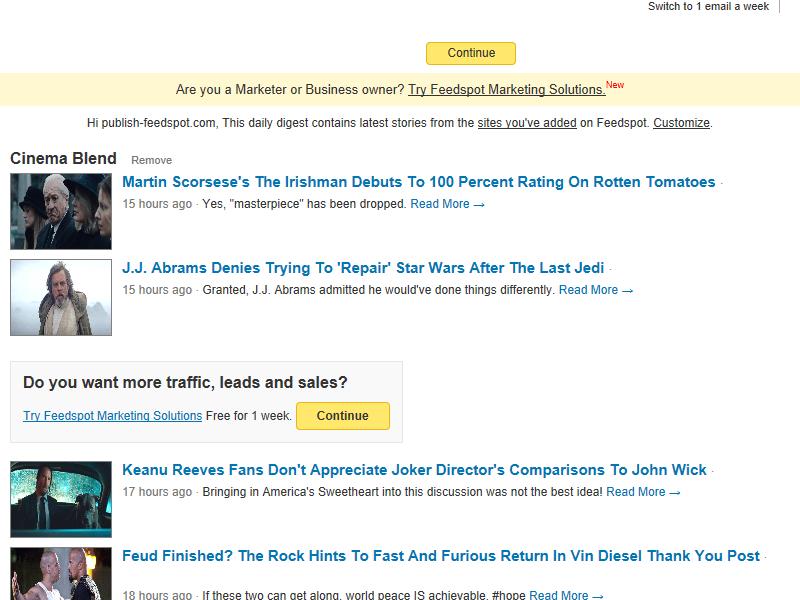 Switch to 1 email a week
Continue
Are you a Marketer or Business owner? Try Feedspot Marketing Solutions.New
Hi publish-feedspot.com, This daily digest contains latest stories from the sites you've added on Feedspot. Customize.
Cinema Blend Remove
Martin Scorsese's The Irishman Debuts To 100 Percent Rating On Rotten Tomatoes ·
15 hours ago · Yes, "masterpiece" has been dropped. Read More →
J.J. Abrams Denies Trying To 'Repair' Star Wars After The Last Jedi ·
15 hours ago · Granted, J.J. Abrams admitted he would've done things differently. Read More →
Do you want more traffic, leads and sales?
Try Feedspot Marketing Solutions Free for 1 week. Continue
Keanu Reeves Fans Don't Appreciate Joker Director's Comparisons To John Wick ·
17 hours ago · Bringing in America's Sweetheart into this discussion was not the best idea! Read More →
Feud Finished? The Rock Hints To Fast And Furious Return In Vin Diesel Thank You Post ·
18 hours ago · If these two can get along, world peace IS achievable. #hope Read More →